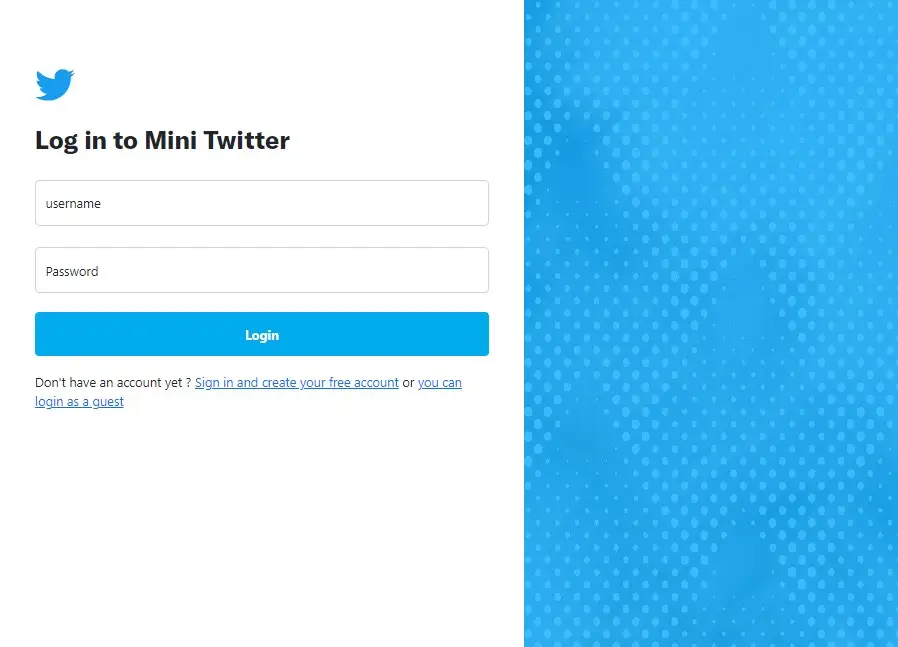 Log in to Mini Twitter
username
Password
Login
Don't have an account yet ? Sign in and create your free account or you can
login as a guest